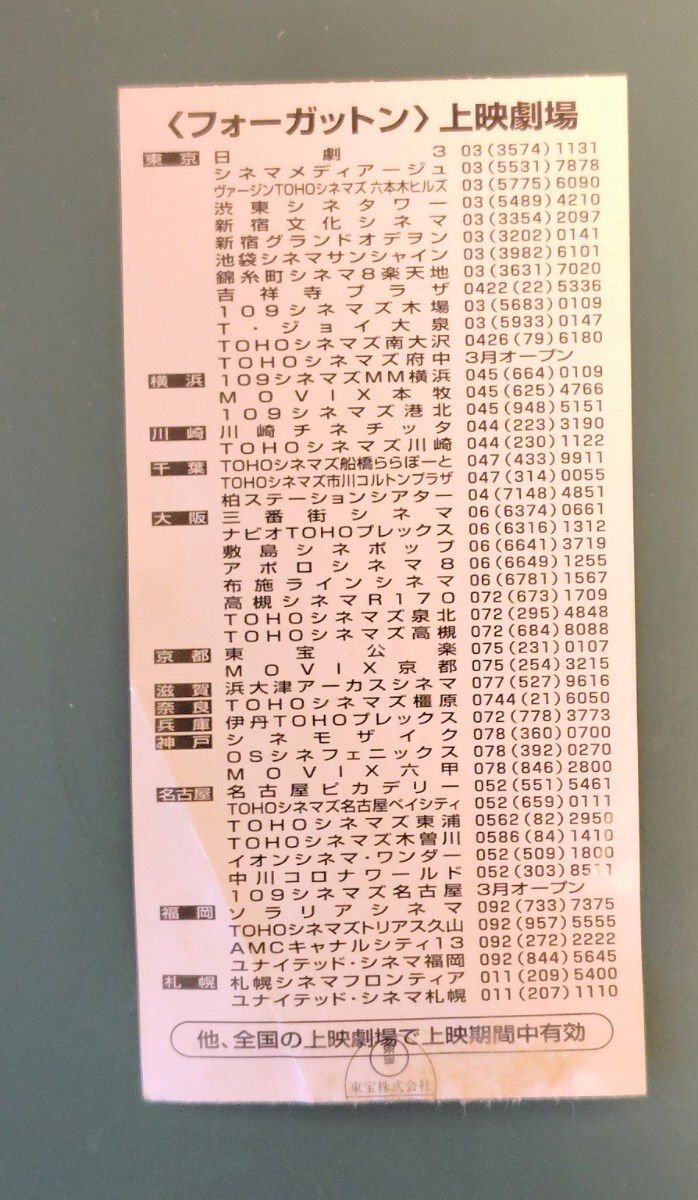 〈フォーガットン〉上映劇場
東京 日劇3 03(3574)1131
シネマメディアージュ 03(5531)7878
ヴァージンTOHOシネマズ 六本木ヒルズ 03(5775)6090
渋東シネタワー 03(5489)4210
新宿文化シネマ 03(3354)2097
新宿グランドオデヲン 03(3202)0141
池袋シネマサンシャイン 03(3982)6101
錦糸町シネマ8楽天地 03(3631)7020
吉祥寺プラザ 0422(22)5336
109シネマズ木場 03(5683)0109
T・ジョイ大泉 03(5933)0147
TOHOシネマズ南大沢 0426(79)6180
TOHOシネマズ府中 3月オープン
横浜 109シネマズMM横浜 045(664)0109
MOVIX本牧 045(625)4766
109シネマズ港北 045(948)5151
川崎 川崎チネチッタ 044(223)3190
TOHOシネマズ川崎 044(230)1122
千葉 TOHOシネマズ船橋ららぽーと 047(433)9911
TOHOシネマズ市川コルトンプラザ 047(314)0055
柏ステーションシアター 04(7148)4851
大阪 三番街シネマ 06(6374)0661
ナビオTOHOプレックス 06(6316)1312
敷島シネポップ 06(6641)3719
アポロシネマ8 06(6649)1255
布施ラインシネマ 06(6781)1567
高槻シネマR170 072(673)1709
TOHOシネマズ泉北 072(295)4848
TOHOシネマズ高槻 072(684)8088
京都 東宝公楽 075(231)0107
MOVIX京都 075(254)3215
滋賀 浜大津アーカスシネマ 077(527)9616
奈良 TOHOシネマズ橿原 0744(21)6050
兵庫 伊丹TOHOプレックス 072(778)3773
神戸 シネモザイク 078(360)0700
OSシネフェニックス 078(392)0270
MOVIX六甲 078(846)2800
名古屋 名古屋ピカデリー 052(551)5461
TOHOシネマズ名古屋ベイシティ 052(659)0111
TOHOシネマズ東浦 0562(82)2950
TOHOシネマズ木曽川 0586(84)1410
イオンシネマ・ワンダー 052(509)1800
中川コロナワールド 052(303)8511
109シネマズ名古屋 3月オープン
福岡 ソラリアシネマ 092(733)7375
TOHOシネマズトリアス久山 092(957)5555
AMCキャナルシティ13 092(272)2222
ユナイテッド・シネマ福岡 092(844)5645
札幌 札幌シネマフロンティア 011(209)5400
ユナイテッド・シネマ札幌 011(207)1110
他、全国の上映劇場で上映期間中有効
東宝株式会社